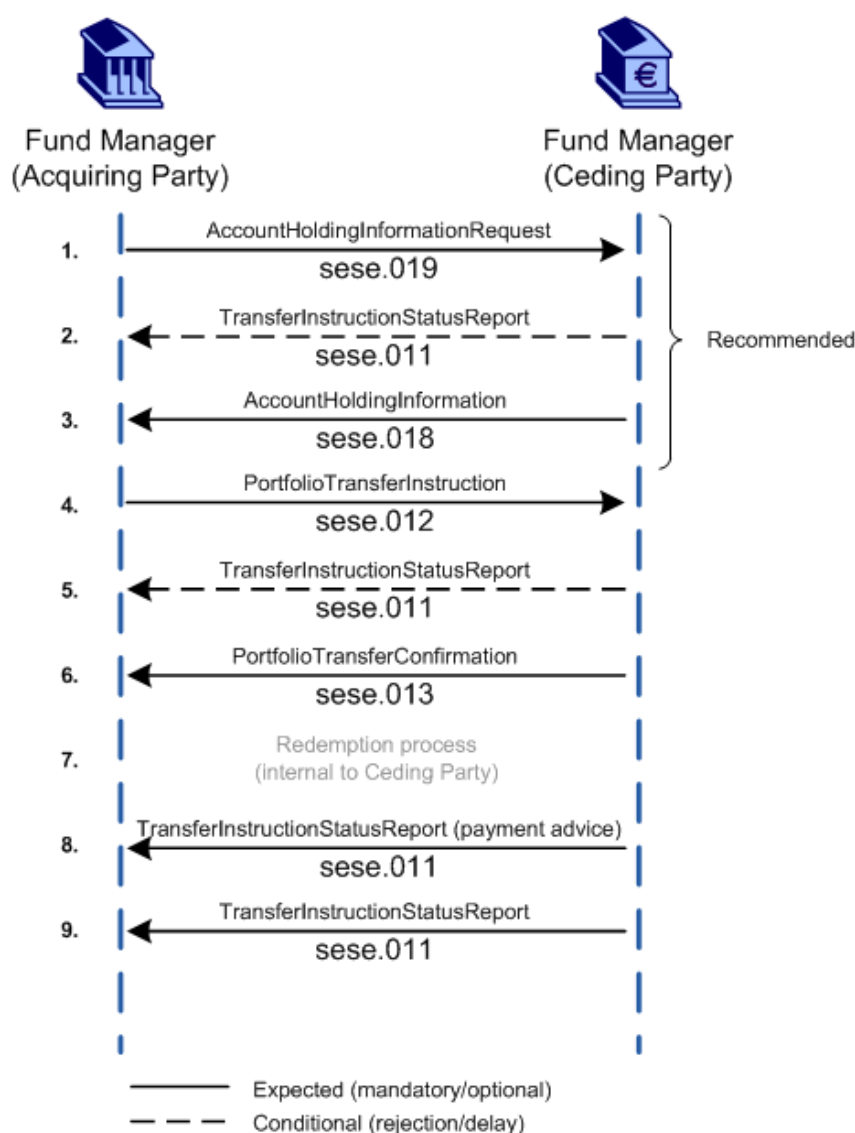 Fund Manager
(Acquiring Party)
€
Fund Manager
(Ceding Party)
1.
AccountHoldingInformationRequest
sese.019
2.
TransferInstructionStatusReport
sese.011
Recommended
3.
AccountHoldingInformation
sese.018
4.
PortfolioTransferInstruction
sese.012
5.
TransferInstructionStatusReport
sese.011
6.
PortfolioTransferConfirmation
sese.013
7.
Redemption process
(internal to Ceding Party)
8.
TransferInstructionStatusReport (payment advice)
sese.011
9.
TransferInstructionStatusReport
sese.011
Expected (mandatory/optional)
Conditional (rejection/delay)